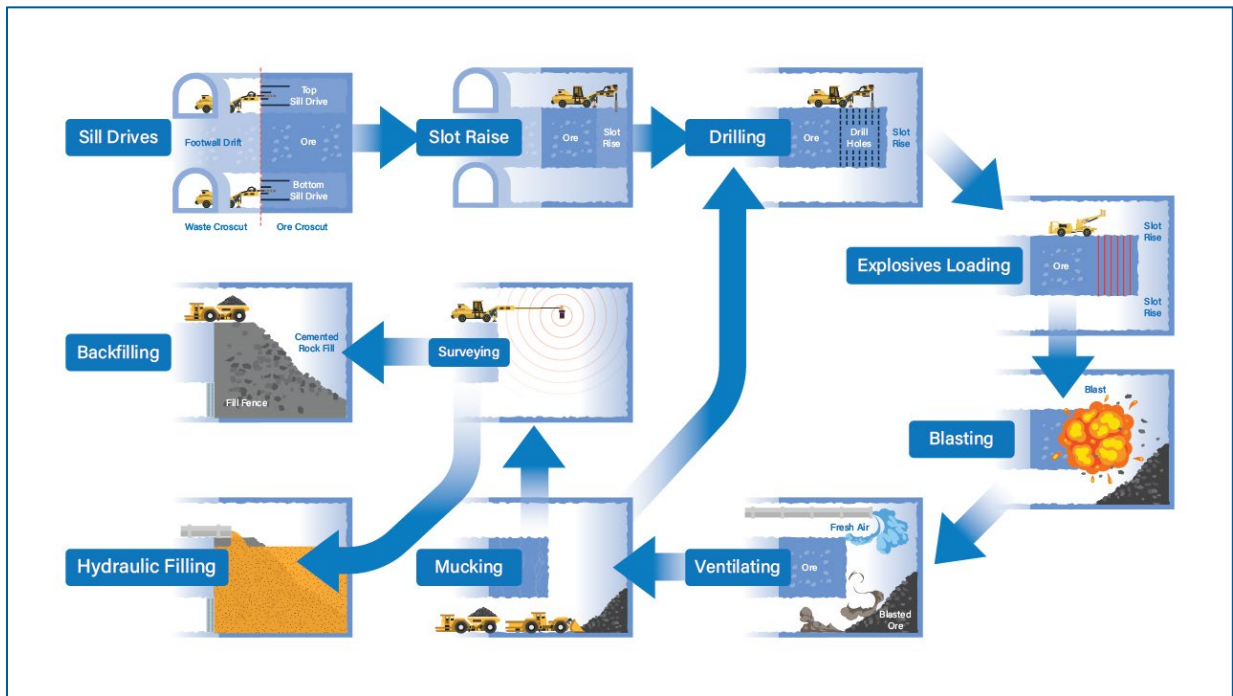 Sill Drives
Top
Sill Drive
Footwall Drift
Ore
Bottom
Sill Drive
Waste Croscut
Ore Croscut
Slot Raise
Ore
Slot
Rise
Drilling
Ore
Drill
Holes
Slot
Rise
Explosives Loading
Slot
Rise
Ore
Slot
Rise
Blasting
Blast
Ventilating
Fresh Air
Ore
Blasted
Ore
Mucking
Surveying
Backfilling
Cemented
Rock Fill
Fill Fence
Hydraulic Filling